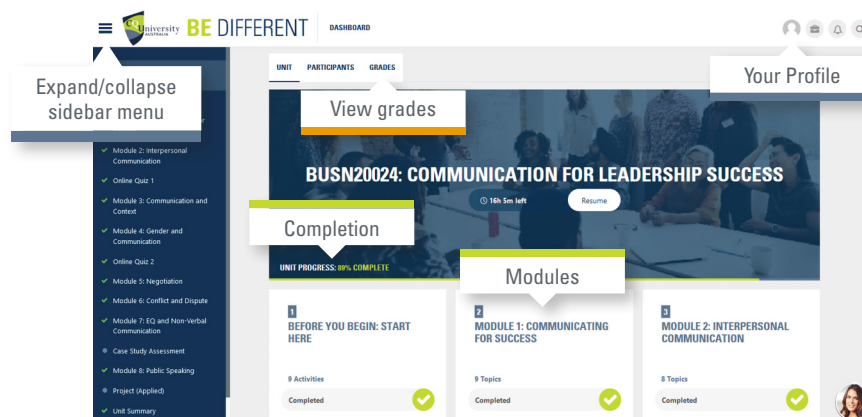 CQUniversity
AUSTRALIA
BE DIFFERENT
DASHBOARD
Expand/collapse
sidebar menu
Module 2: Interpersonal
Communication
Online Quiz 1
Module 3: Communication and
Context
Module 4: Gender and
Communication
Online Quiz 2
Module 5: Negotiation
Module 6: Conflict and Dispute
Module 7: EQ and Non-Verbal
Communication
Case Study Assessment
Module 8: Public Speaking
Project (Applied)
Unit Summary
UNIT PARTICIPANTS GRADES
View grades
Your Profile
BUSN20024: COMMUNICATION FOR LEADERSHIP SUCCESS
16h 5m left Resume
Completion
UNIT PROGRESS: 89% COMPLETE
Modules
1
BEFORE YOU BEGIN: START
HERE
9 Activities
Completed
2
MODULE 1: COMMUNICATING
FOR SUCCESS
9 Topics
Completed
3
MODULE 2: INTERPERSONAL
COMMUNICATION
8 Topics
Completed